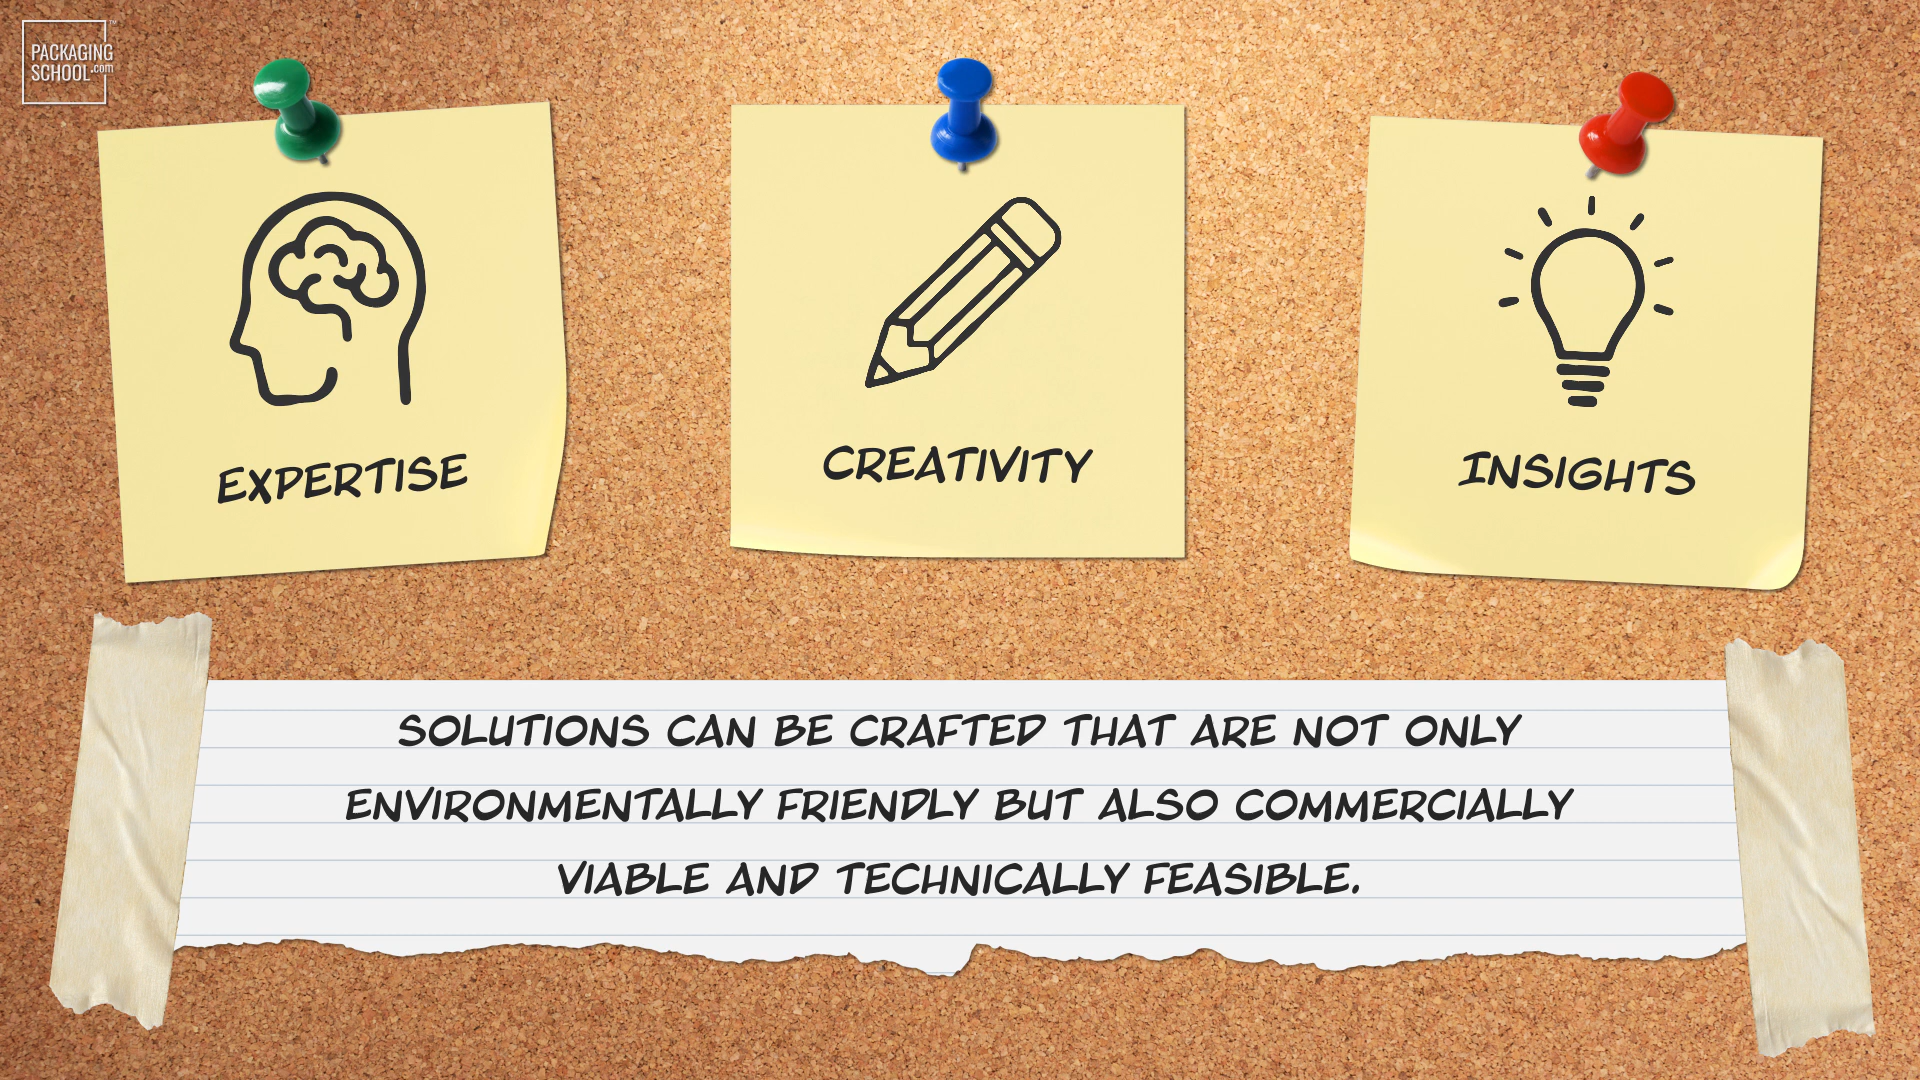 PACKAGING
SCHOOL.com
™
EXPERTISE
CREATIVITY
INSIGHTS
SOLUTIONS CAN BE CRAFTED THAT ARE NOT ONLY
ENVIRONMENTALLY FRIENDLY BUT ALSO COMMERCIALLY
VIABLE AND TECHNICALLY FEASIBLE.